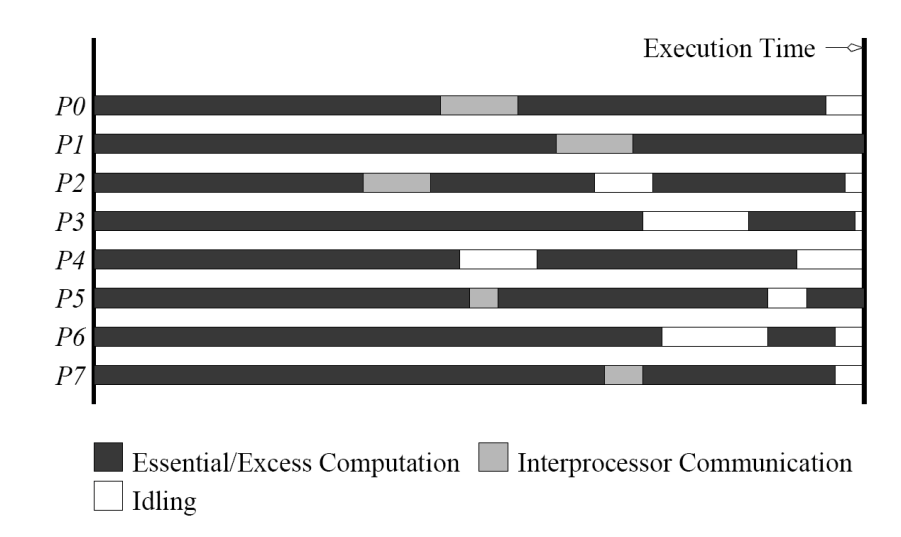 Execution Time
P0
P1
P2
P3
P4
P5
P6
P7
Essential/Excess Computation
Interprocessor Communication
Idling